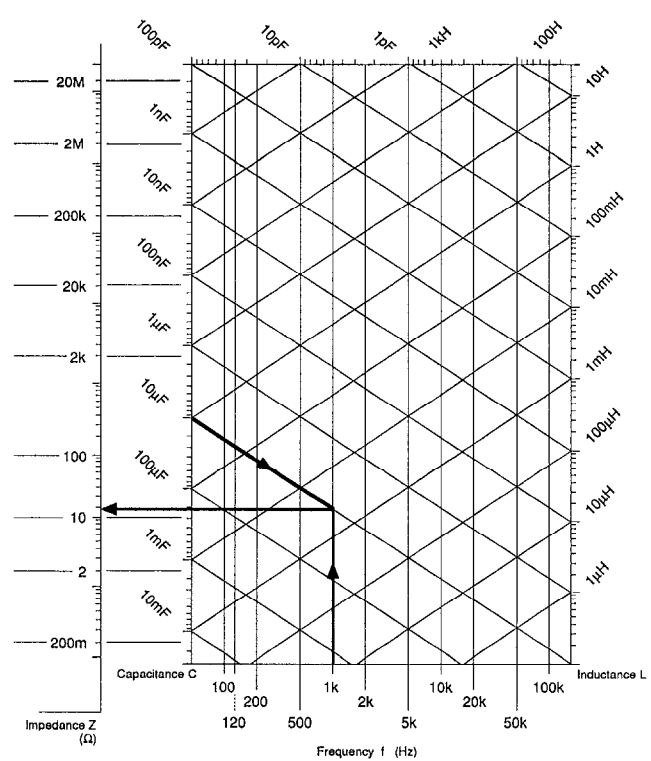 100pF 10pF 1pF 1kH 100H
10H
20M
1nF
2M
1H
10nF
200k
100mH
100nF
20k
10mH
1µF
2k
1mH
10µF
100µH
100
100µF
10µH
10
1mF
2
1µH
10mF
200m
Capacitance C
Inductance L
100 1k 10k 100k
200 2k 20k
120 500 5k 50k
Impedance Z
(Ω)
Frequency f (Hz)